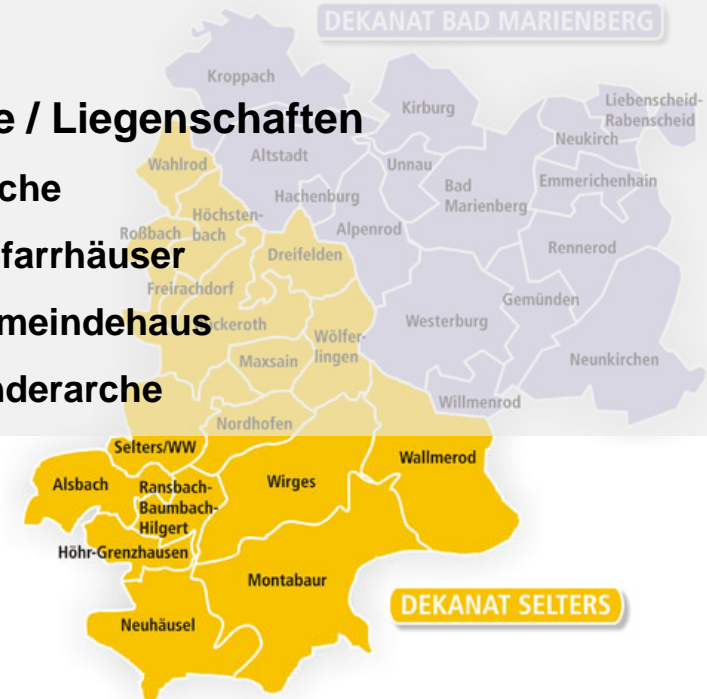 DEKANAT BAD MARIENBERG
Kroppach
Kirburg
Liebenscheid-
Rabenscheid
Neukirch
e / Liegenschaften
Wahlrod
Altstadt
Unnau
Emmerichenhain
che
Hachenburg
Bad
Marienberg
Höchsten-
bach
Roßbach
Alpenrod
farrhäuser
Dreifelden
Rennerod
Freirachdorf
Gemünden
meindehaus
ckeroth
Wölfer-
lingen
Westerburg
Maxsain
Neunkirchen
nderarche
Willmenrod
Nordhofen
Selters/WW
Wallmerod
Alsbach
Ransbach-
Baumbach-
Hilgert
Wirges
Höhr-Grenzhausen
Montabaur
DEKANAT SELTERS
Neuhäusel